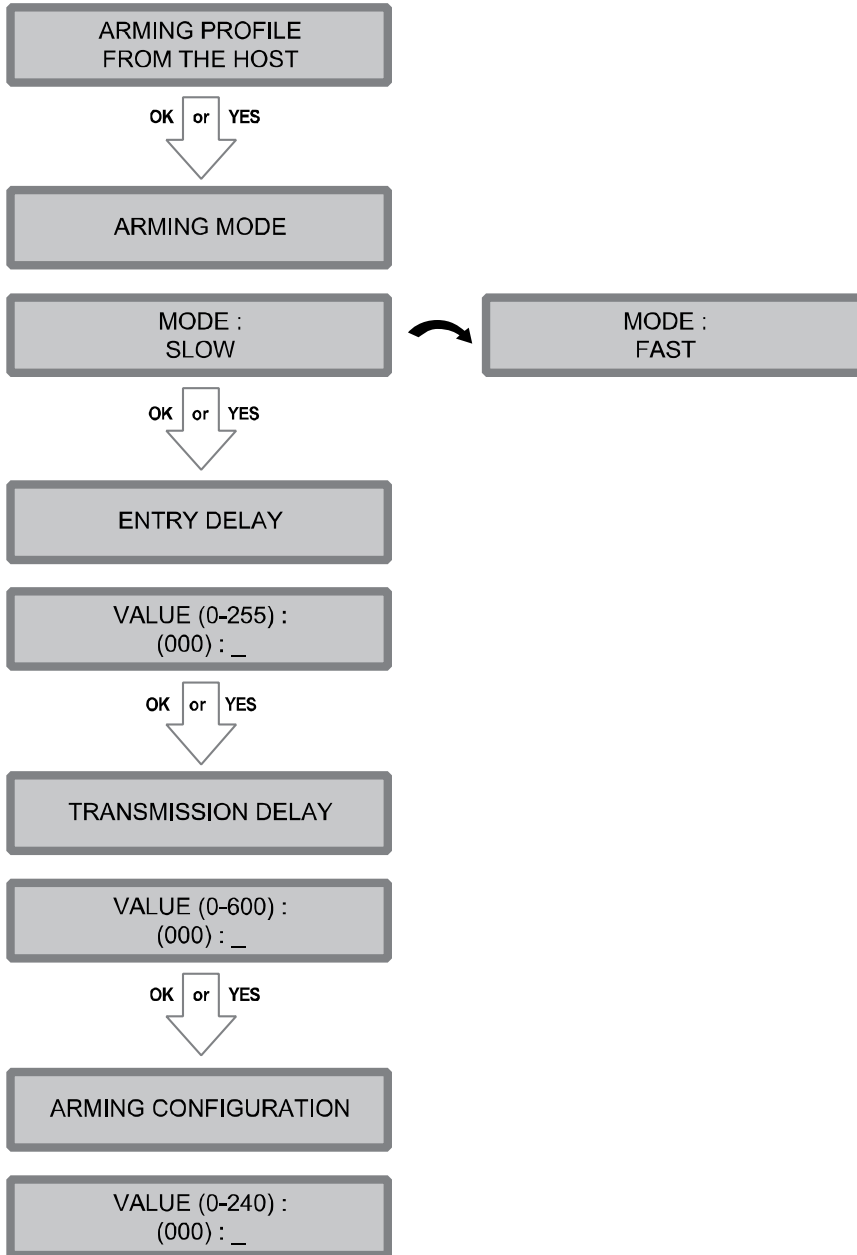 ARMING PROFILE
FROM THE HOST
OK or YES
ARMING MODE
MODE :
SLOW
MODE :
FAST
OK or YES
ENTRY DELAY
VALUE (0-255) :
(000) : _
OK or YES
TRANSMISSION DELAY
VALUE (0-600) :
(000) : _
OK or YES
ARMING CONFIGURATION
VALUE (0-240) :
(000) : _